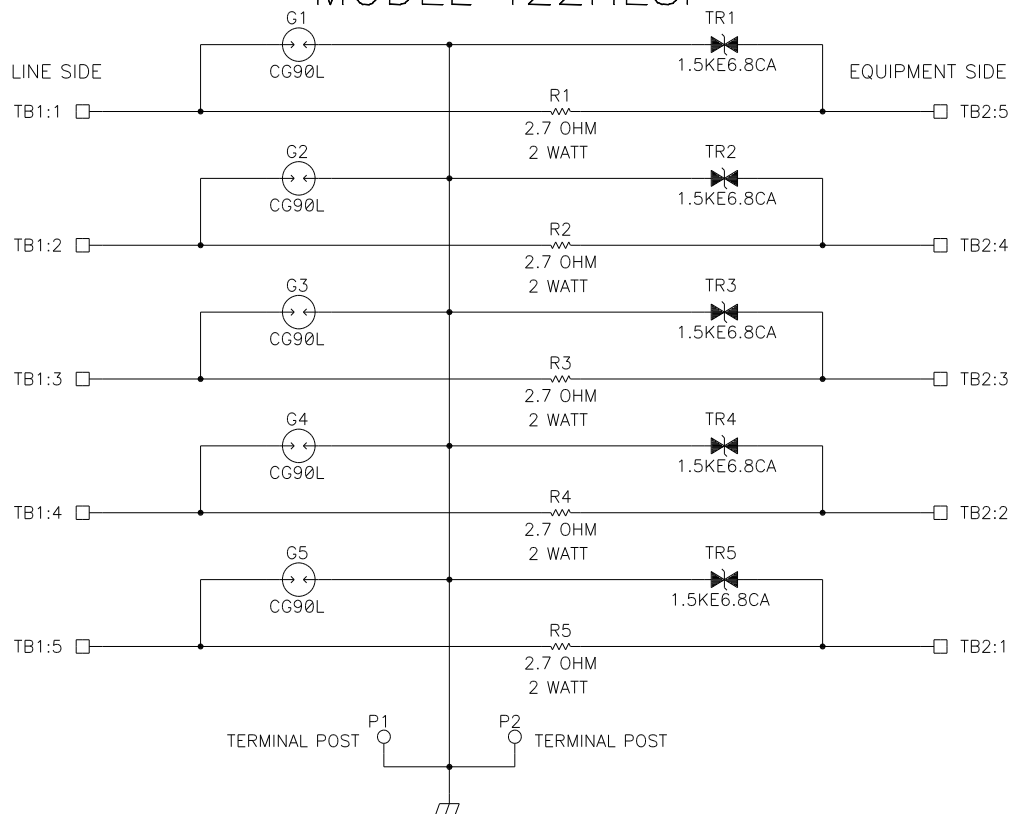 MODEL
G1
TR1
CG90L
1.5KE6.8CA
LINE SIDE
EQUIPMENT SIDE
TB1:1
R1
TB2:5
2.7 OHM
2 WATT
G2
TR2
CG90L
1.5KE6.8CA
TB1:2
R2
TB2:4
2.7 OHM
2 WATT
G3
TR3
CG90L
1.5KE6.8CA
TB1:3
R3
TB2:3
2.7 OHM
2 WATT
G4
TR4
CG90L
1.5KE6.8CA
TB1:4
R4
TB2:2
2.7 OHM
2 WATT
G5
TR5
CG90L
1.5KE6.8CA
TB1:5
R5
TB2:1
2.7 OHM
2 WATT
P1
P2
TERMINAL POST
TERMINAL POST